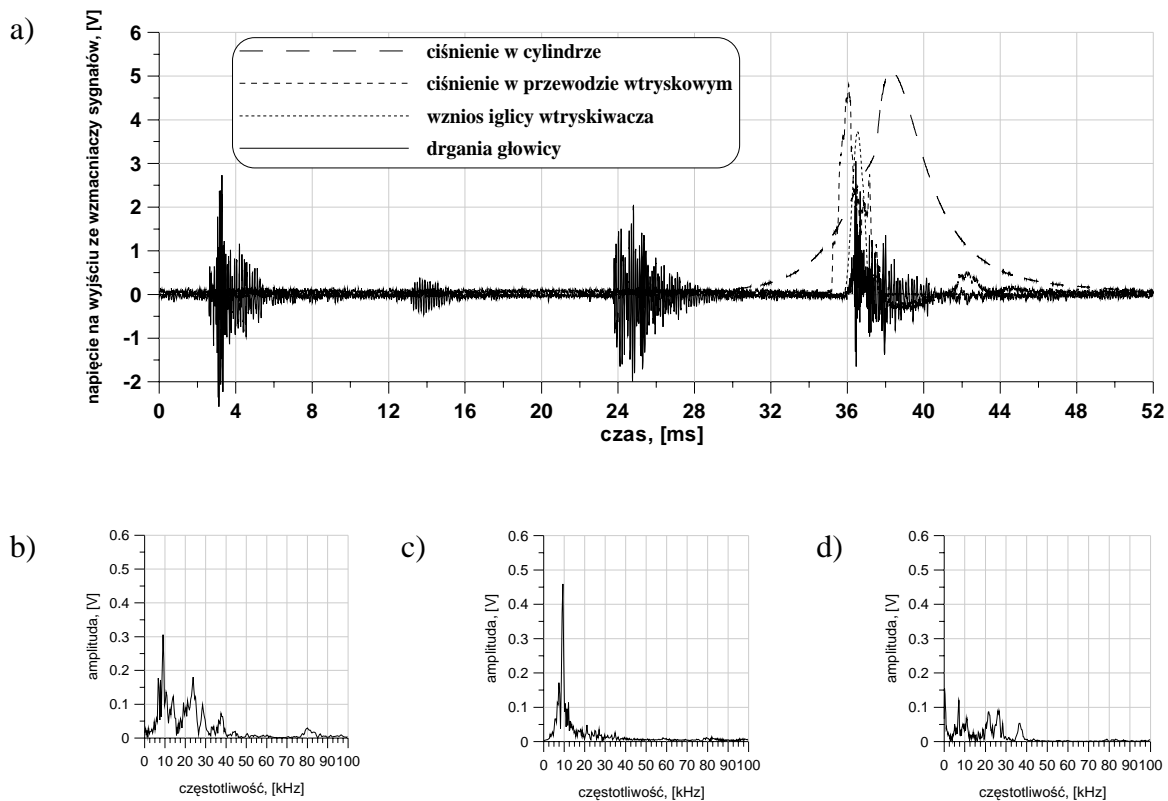 a)
napięcie na wyjściu ze wzmacniaczy sygnałów, [V]
6
5
4
3
2
1
0
-1
-2
ciśnienie w cylindrze
ciśnienie w przewodzie wtryskowym
wznios iglicy wtryskiwacza
drgania głowicy
0 4 8 12 16 20 24 28 32 36 40 44 48 52
czas, [ms]
b)
amplituda, [V]
0.6
0.5
0.4
0.3
0.2
0.1
0
0 10 20 30 40 50 60 70 80 90 100
częstotliwość, [kHz]
c)
amplituda, [V]
0.6
0.5
0.4
0.3
0.2
0.1
0
0 10 20 30 40 50 60 70 80 90 100
częstotliwość, [kHz]
d)
amplituda, [V]
0.6
0.5
0.4
0.3
0.2
0.1
0
0 10 20 30 40 50 60 70 80 90 100
częstotliwość, [kHz]